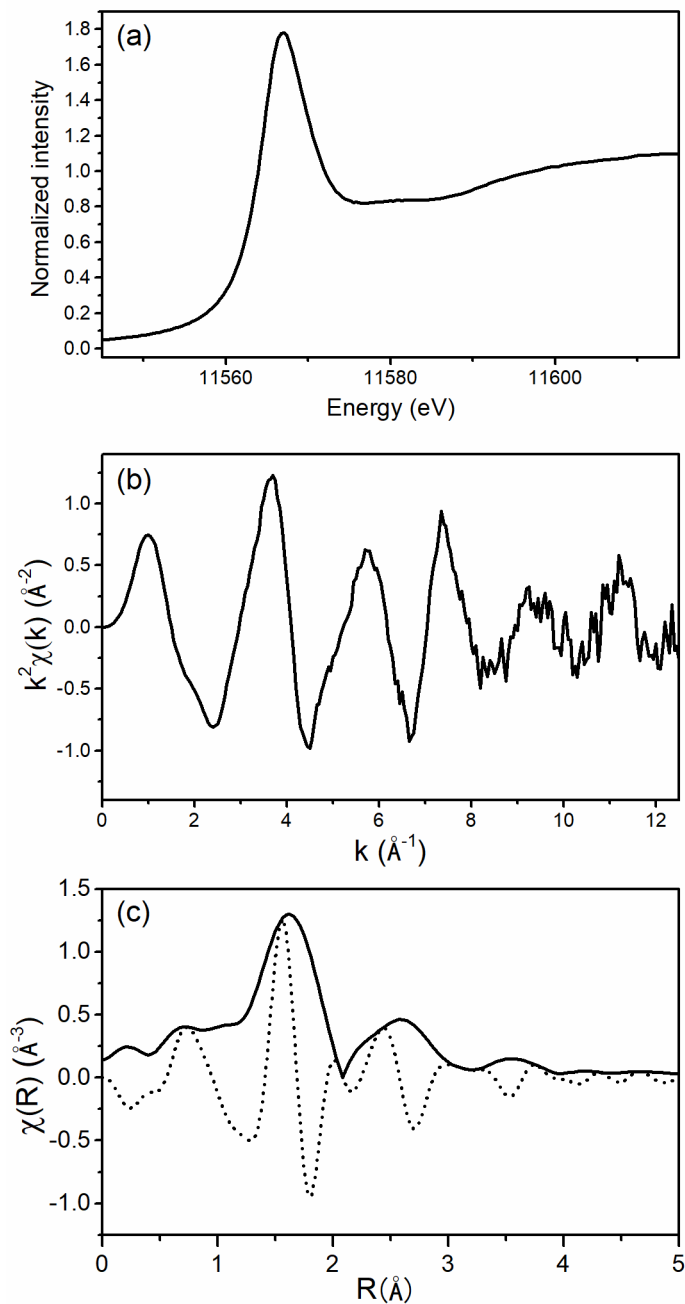 (a)
Normalized intensity
1.8
1.6
1.4
1.2
1.0
0.8
0.6
0.4
0.2
0.0
11560 11580 11600
Energy (eV)
(b)
k²χ(k) (Å⁻²)
1.0
0.5
0.0
-0.5
-1.0
0 2 4 6 8 10 12
k (Å⁻¹)
(c)
χ(R) (Å⁻³)
1.5
1.0
0.5
0.0
-0.5
-1.0
0 1 2 3 4 5
R(Å)